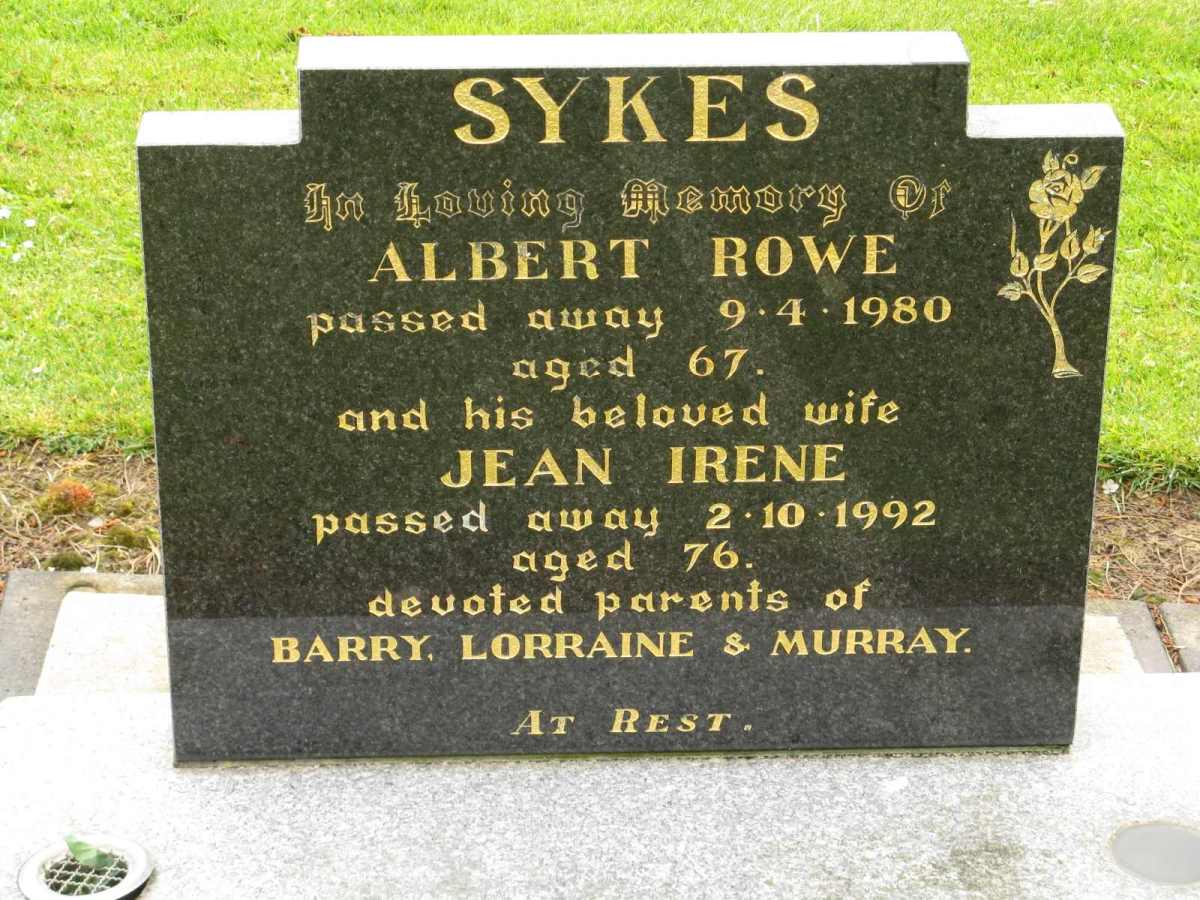 SYKES
In Loving Memory Of
ALBERT ROWE
passed away 9·4·1980
aged 67.
and his beloved wife
JEAN IRENE
passed away 2·10·1992
aged 76.
devoted parents of
BARRY, LORRAINE & MURRAY.
AT REST.